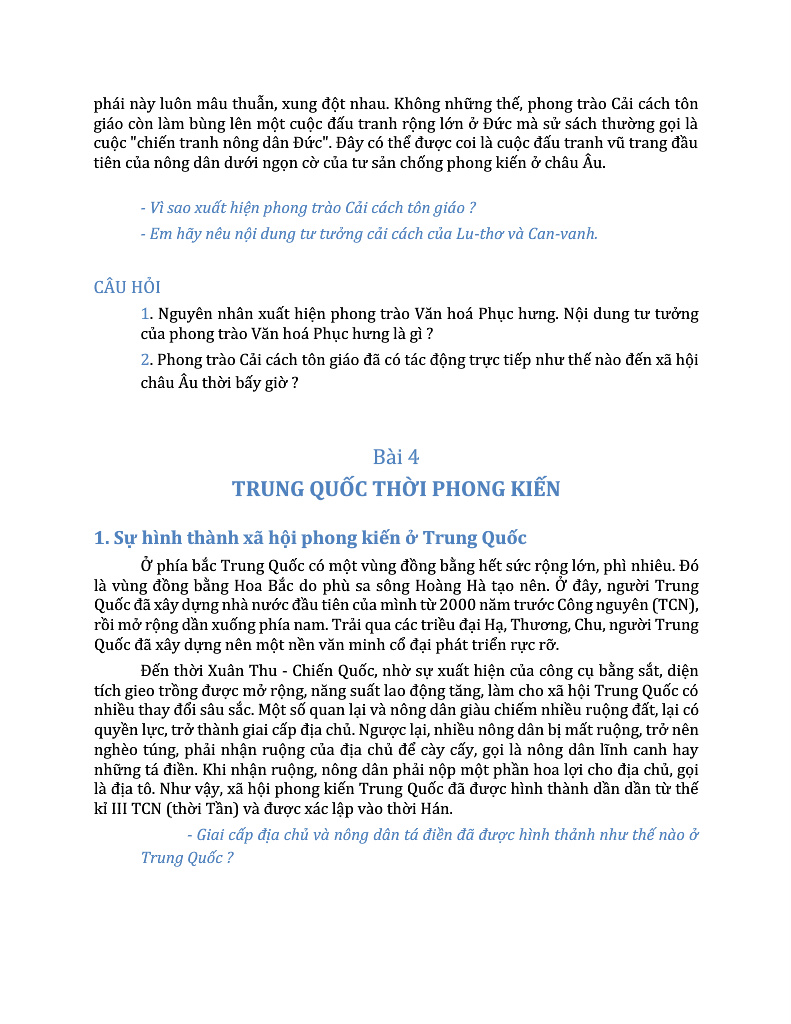 phái này luôn mâu thuẫn, xung đột nhau. Không những thế, phong trào Cải cách tôn
giáo còn làm bùng lên một cuộc đấu tranh rộng lớn ở Đức mà sử sách thường gọi là
cuộc "chiến tranh nông dân Đức". Đây có thể được coi là cuộc đấu tranh vũ trang đầu
tiên của nông dân dưới ngọn cờ của tư sản chống phong kiến ở châu Âu.
- Vì sao xuất hiện phong trào Cải cách tôn giáo ?
- Em hãy nêu nội dung tư tưởng cải cách của Lu-thơ và Can-vanh.
CÂU HỎI
1. Nguyên nhân xuất hiện phong trào Văn hoá Phục hưng. Nội dung tư tưởng
của phong trào Văn hoá Phục hưng là gì ?
2. Phong trào Cải cách tôn giáo đã có tác động trực tiếp như thế nào đến xã hội
châu Âu thời bấy giờ ?
Bài 4
TRUNG QUỐC THỜI PHONG KIẾN
1. Sự hình thành xã hội phong kiến ở Trung Quốc
Ở phía bắc Trung Quốc có một vùng đồng bằng hết sức rộng lớn, phì nhiêu. Đó
là vùng đồng bằng Hoa Bắc do phù sa sông Hoàng Hà tạo nên. Ở đây, người Trung
Quốc đã xây dựng nhà nước đầu tiên của mình từ 2000 năm trước Công nguyên (TCN),
rồi mở rộng dần xuống phía nam. Trải qua các triều đại Hạ, Thương, Chu, người Trung
Quốc đã xây dựng nên một nền văn minh cổ đại phát triển rực rỡ.
Đến thời Xuân Thu - Chiến Quốc, nhờ sự xuất hiện của công cụ bằng sắt, diện
tích gieo trồng được mở rộng, năng suất lao động tăng, làm cho xã hội Trung Quốc có
nhiều thay đổi sâu sắc. Một số quan lại và nông dân giàu chiếm nhiều ruộng đất, lại có
quyền lực, trở thành giai cấp địa chủ. Ngược lại, nhiều nông dân bị mất ruộng, trở nên
nghèo túng, phải nhận ruộng của địa chủ để cày cấy, gọi là nông dân lĩnh canh hay
những tá điền. Khi nhận ruộng, nông dân phải nộp một phần hoa lợi cho địa chủ, gọi
là địa tô. Như vậy, xã hội phong kiến Trung Quốc đã được hình thành dần dần từ thế
kỉ III TCN (thời Tần) và được xác lập vào thời Hán.
- Giai cấp địa chủ và nông dân tá điền đã được hình thảnh như thế nào ở
Trung Quốc ?